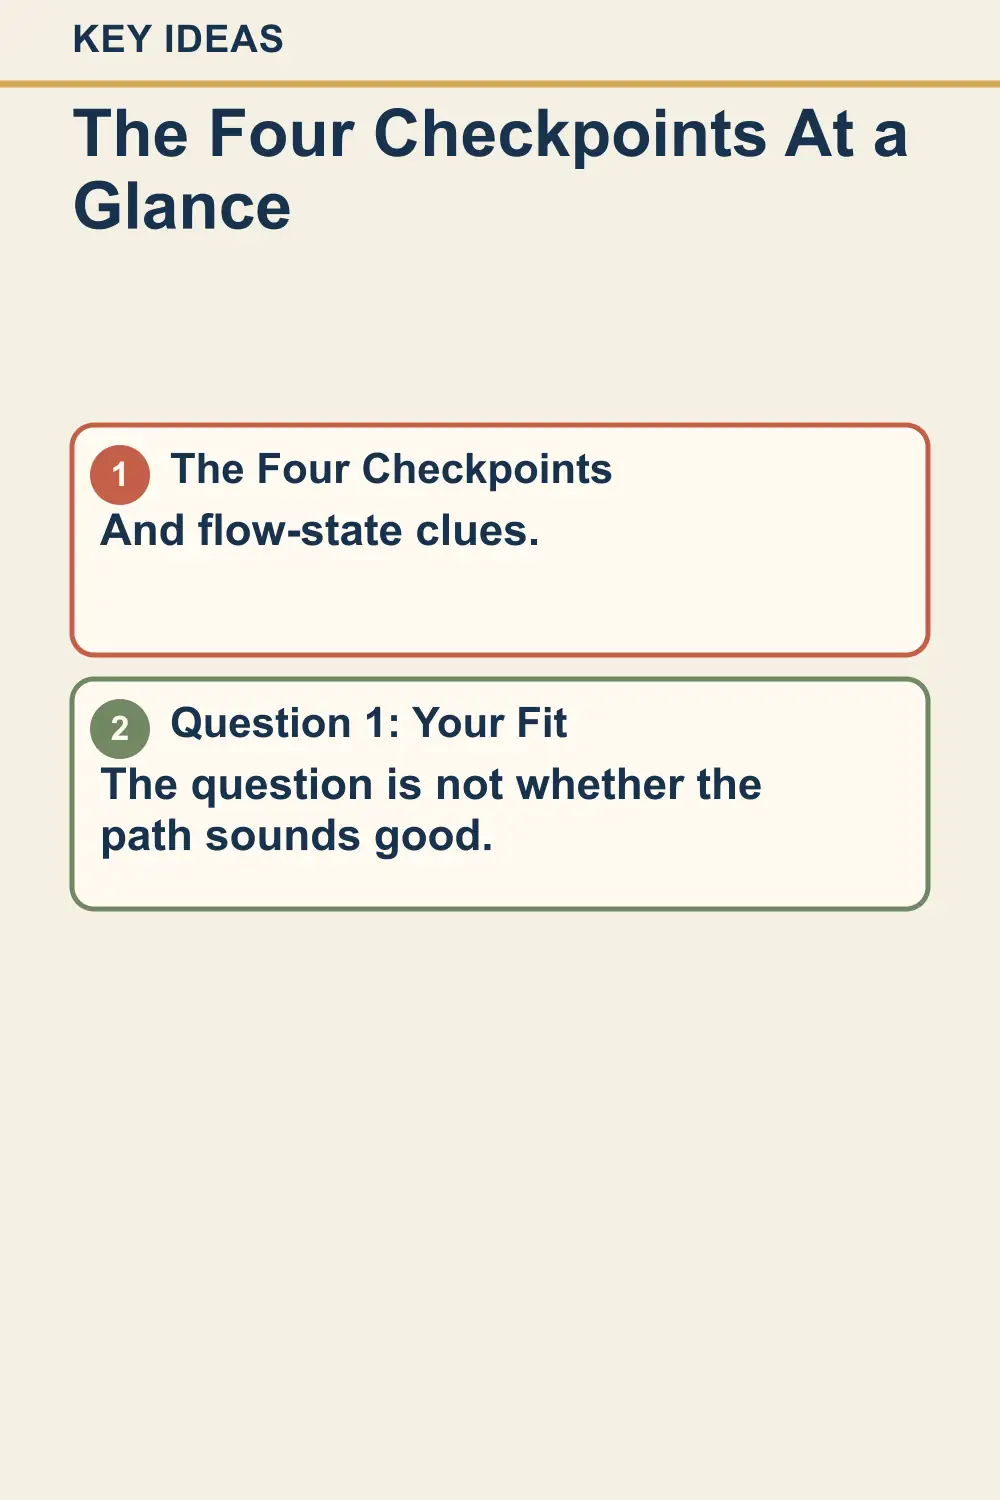 KEY IDEAS
The Four Checkpoints At a
Glance
1 The Four Checkpoints
And flow-state clues.
2 Question 1: Your Fit
The question is not whether the
path sounds good.